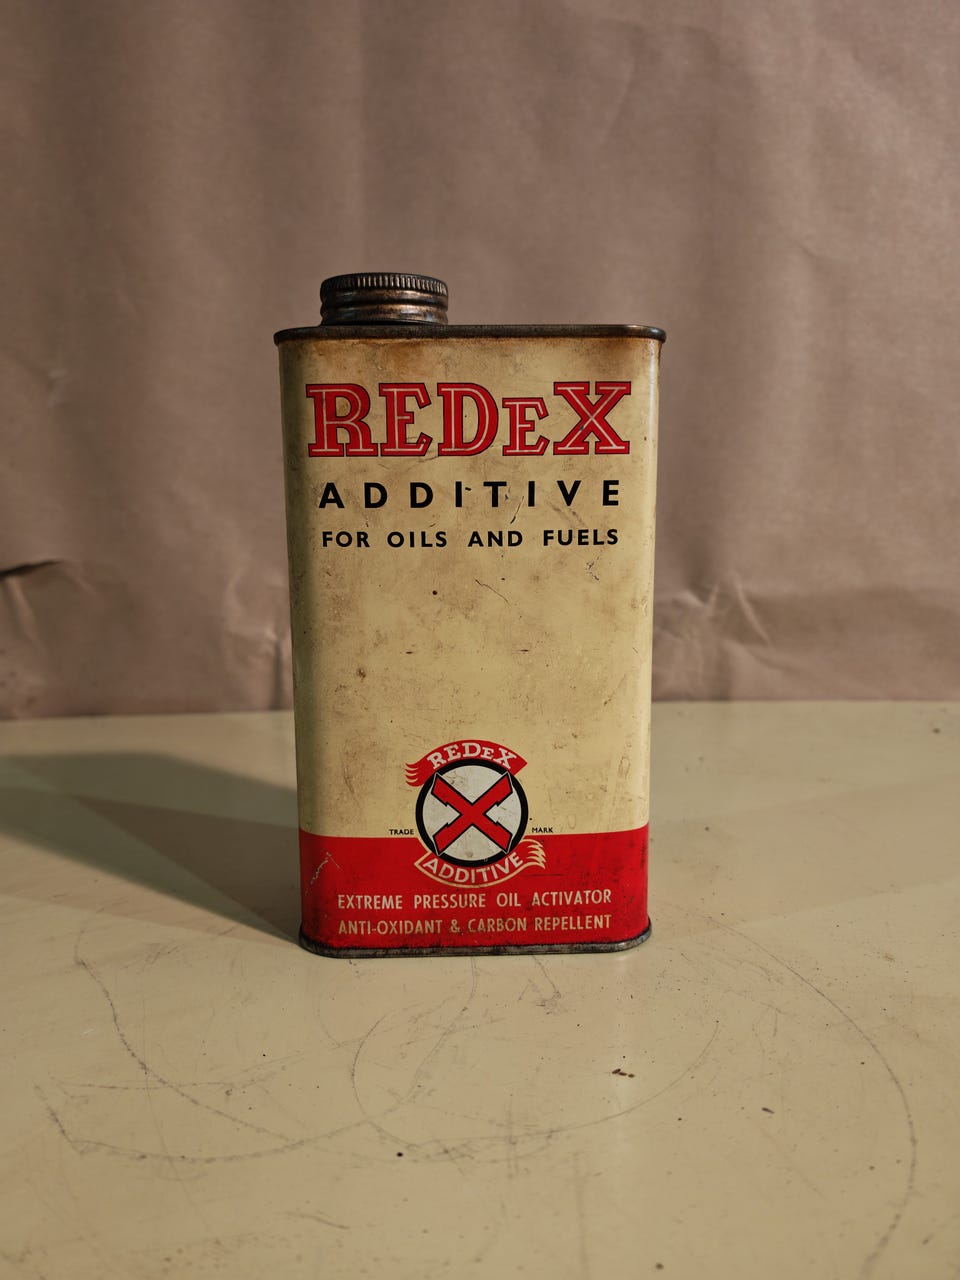 REDEX
ADDITIVE
FOR OILS AND FUELS
REDEX
TRADE MARK
ADDITIVE
EXTREME PRESSURE OIL ACTIVATOR
ANTI-OXIDANT & CARBON REPELLENT